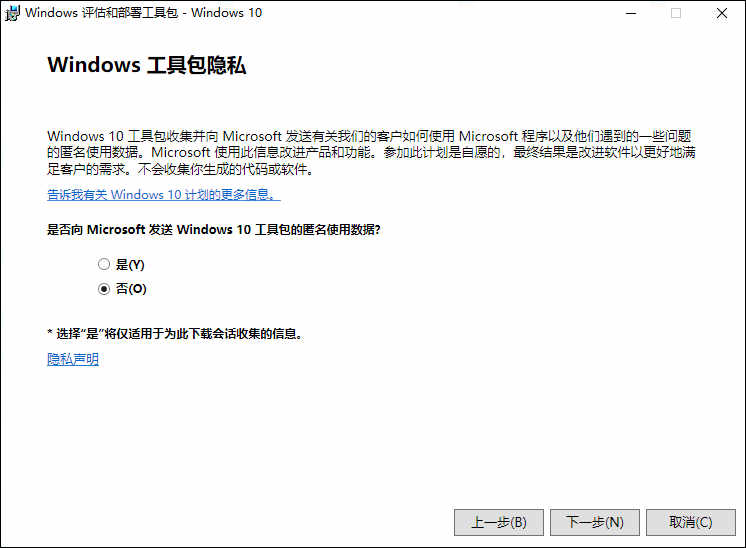 Windows 评估和部署工具包 - Windows 10
Windows 工具包隐私
Windows 10 工具包收集并向 Microsoft 发送有关我们的客户如何使用 Microsoft 程序以及他们遇到的一些问题
的匿名使用数据。Microsoft 使用此信息改进产品和功能。参加此计划是自愿的，最终结果是改进软件以更好地满
足客户的需求。不会收集你生成的代码或软件。
告诉我有关 Windows 10 计划的更多信息。
是否向 Microsoft 发送 Windows 10 工具包的匿名使用数据?
是(Y)
否(O)
* 选择“是”将仅适用于为此下载会话收集的信息。
隐私声明
上一步(B)
下一步(N)
取消(C)